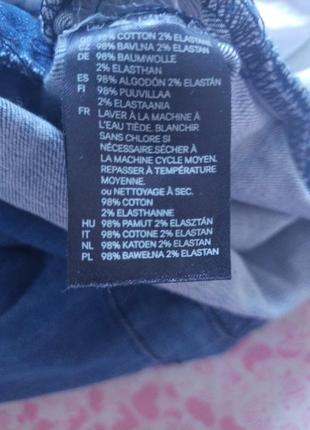 GB 98% COTTON 2% ELASTAN
CZ 98% BAVLNA 2% ELASTAN
DE 98% BAUMWOLLE
2% ELASTHAN
ES 98% ALGODÓN 2% ELASTÁN
FI 98% PUUVILLAA
2% ELASTAANIA
FR LAVER À LA MACHINE À
L'EAU TIÈDE. BLANCHIR
SANS CHLORE SI
NÉCESSAIRE.SÉCHER À
LA MACHINE CYCLE MOYEN.
REPASSER À TEMPÉRATURE
MOYENNE.
ou NETTOYAGE À SEC.
98% COTON
2% ELASTHANNE
HU 98% PAMUT 2% ELASZTÁN
IT 98% COTONE 2% ELASTAN
NL 98% KATOEN 2% ELASTAN
PL 98% BAWEŁNA 2% ELASTAN